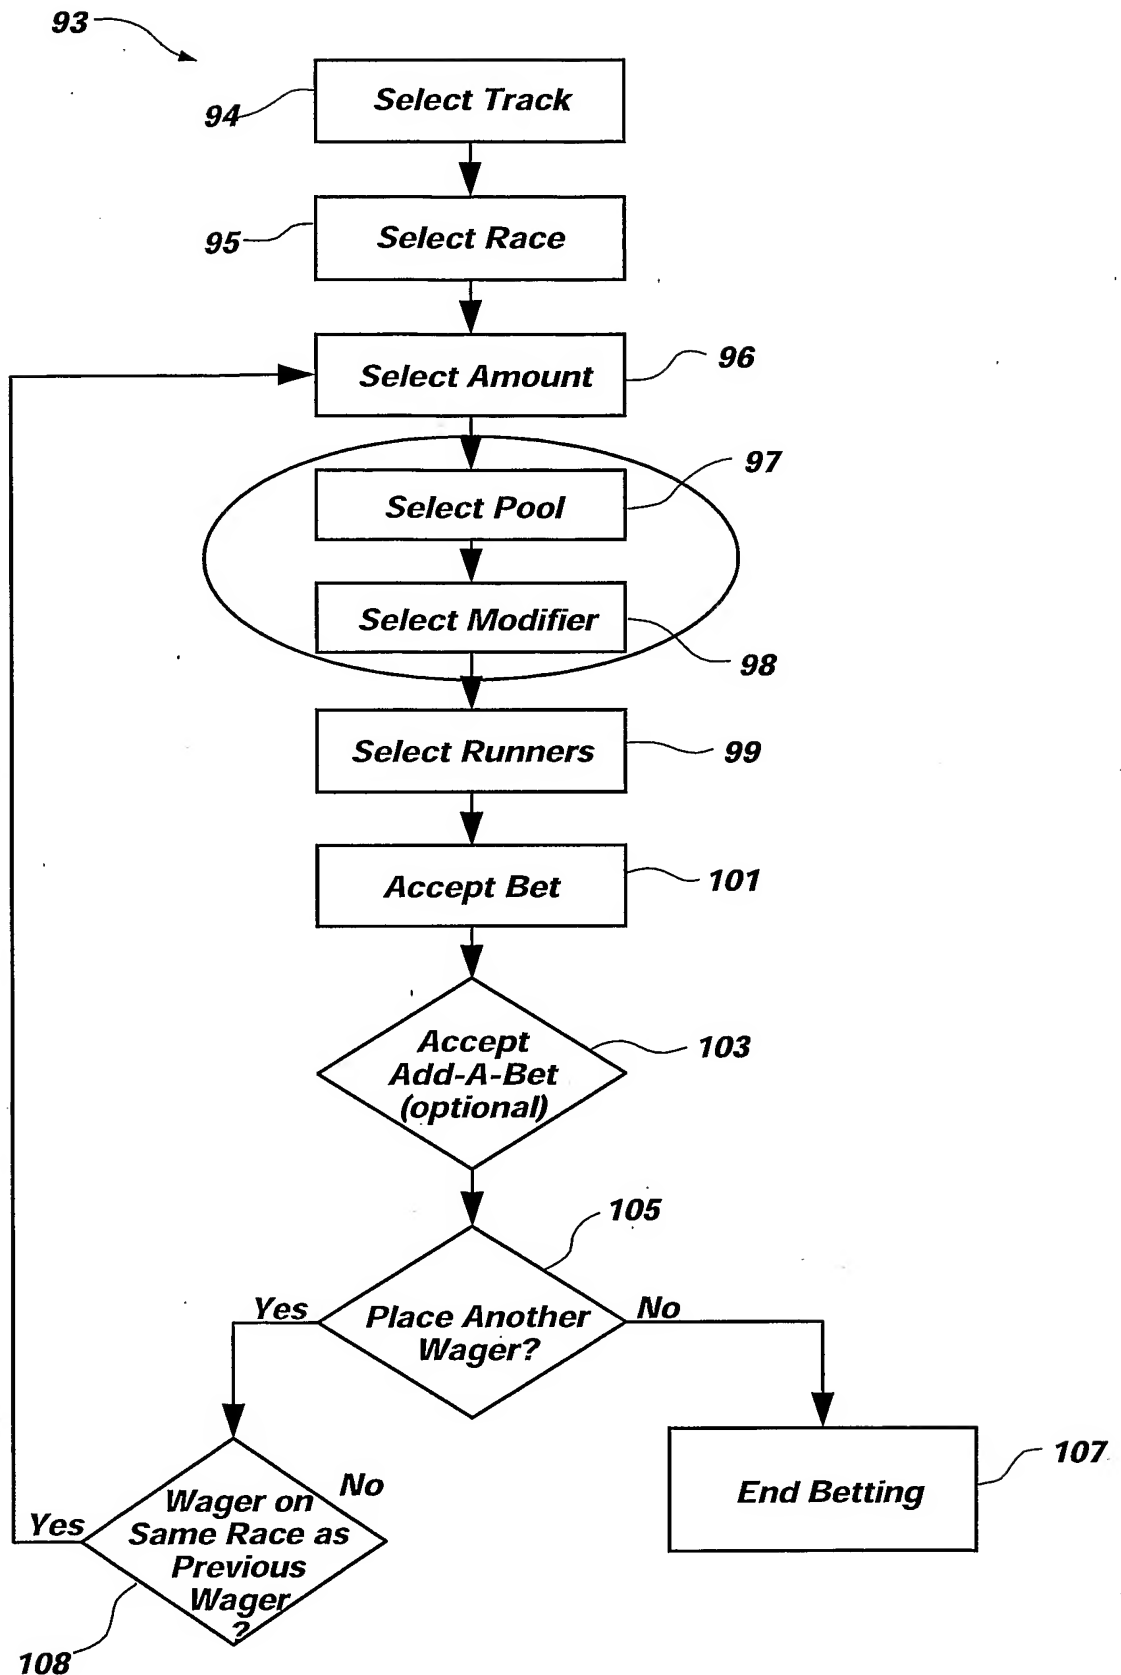 93
94
Select Track
95
Select Race
96
Select Amount
97
Select Pool
Select Modifier
98
Select Runners
99
Accept Bet
101
Accept
Add-A-Bet
(optional)
103
105
Yes
Place Another
Wager?
No
Wager on
Same Race as
Previous
Wager
?
No
Yes
108
End Betting
107